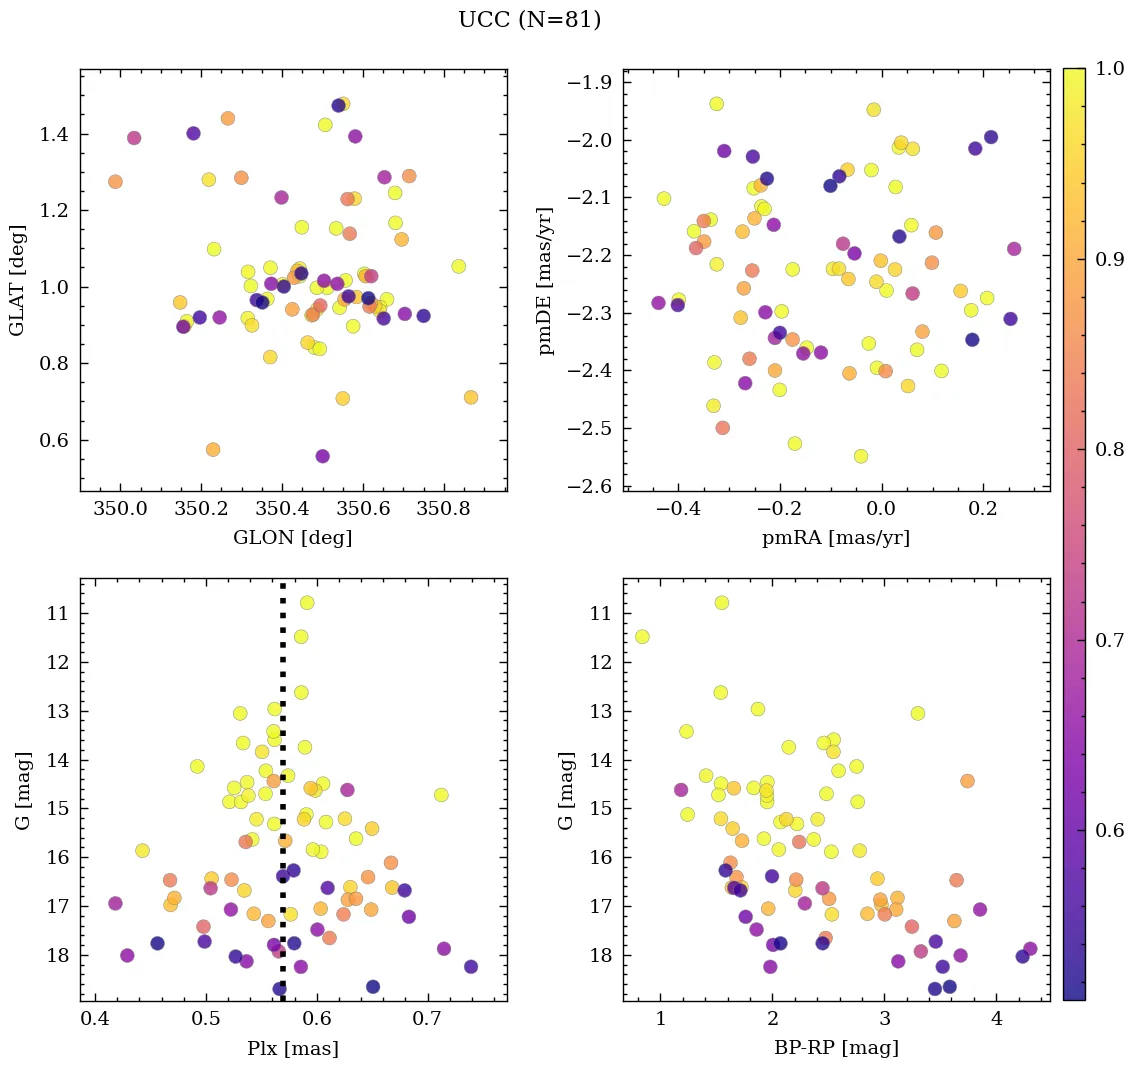 UCC (N=81)
1.4
1.2
1.0
0.8
0.6
GLAT [deg]
350.0 350.2 350.4 350.6 350.8
GLON [deg]
−1.9
−2.0
−2.1
−2.2
−2.3
−2.4
−2.5
−2.6
pmDE [mas/yr]
−0.4 −0.2 0.0 0.2
pmRA [mas/yr]
11
12
13
14
15
16
17
18
G [mag]
0.4 0.5 0.6 0.7
Plx [mas]
11
12
13
14
15
16
17
18
G [mag]
1 2 3 4
BP-RP [mag]
1.0
0.9
0.8
0.7
0.6